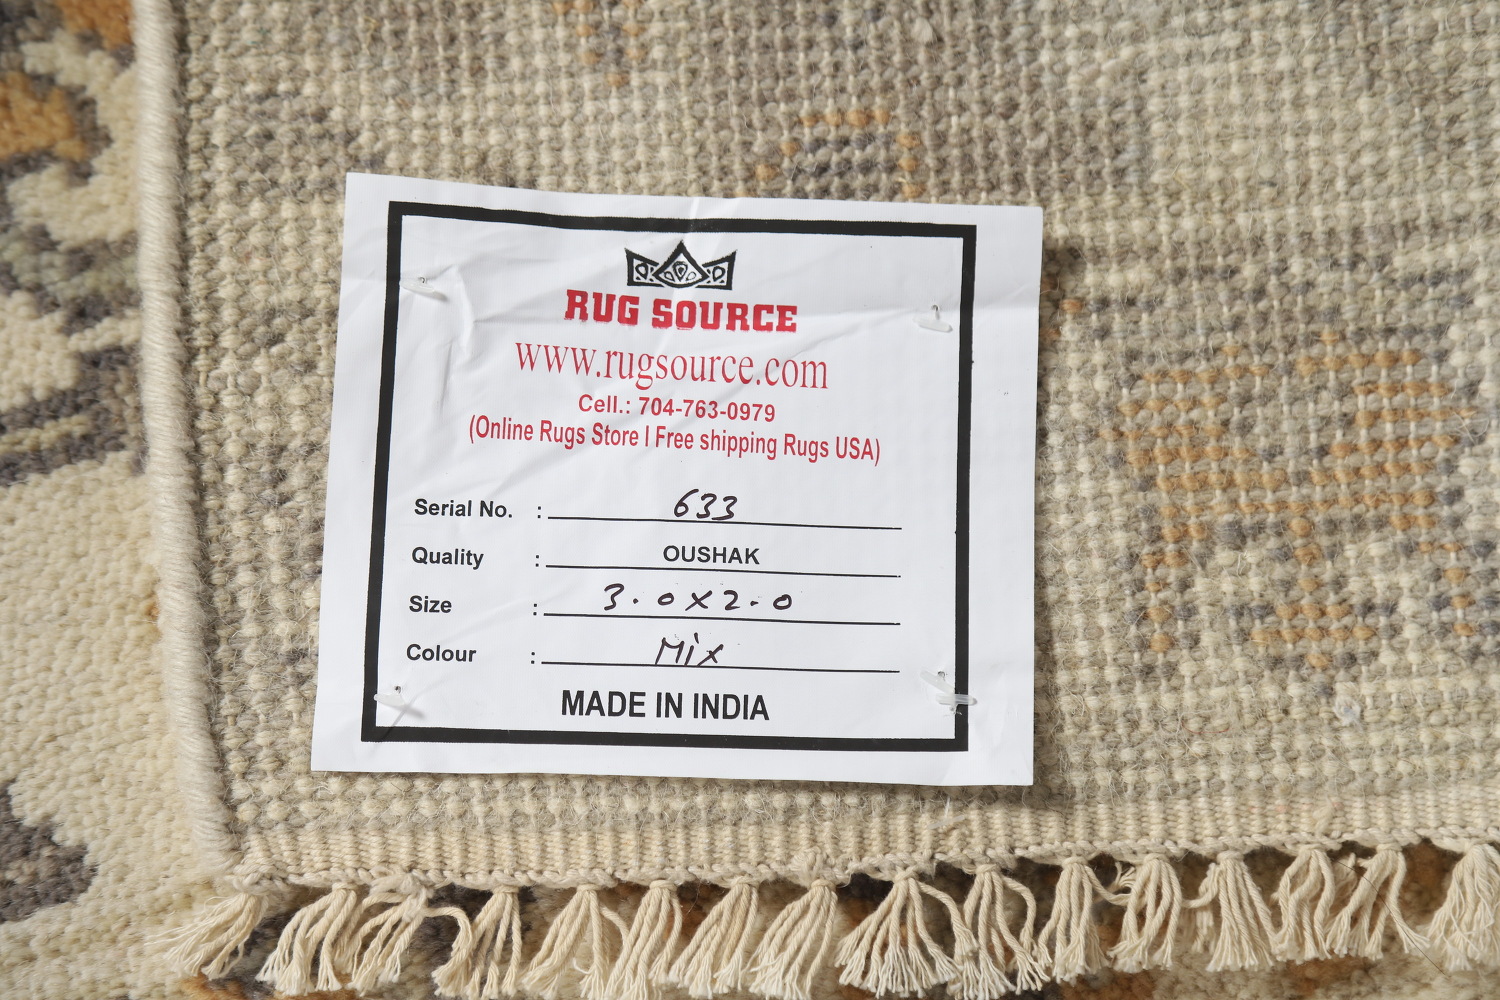 RUG SOURCE
www.rugsource.com
Cell.: 704-763-0979
(Online Rugs Store | Free shipping Rugs USA)
Serial No. : 633
Quality : OUSHAK
Size : 3.0x2.0
Colour : Mix
MADE IN INDIA